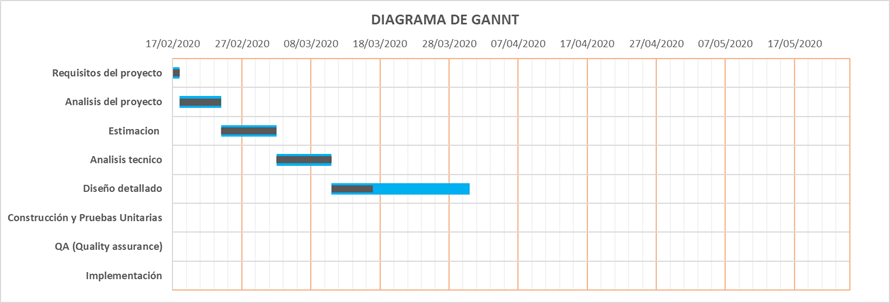 DIAGRAMA DE GANNT
17/02/2020 27/02/2020 08/03/2020 18/03/2020 28/03/2020 07/04/2020 17/04/2020 27/04/2020 07/05/2020 17/05/2020
Requisitos del proyecto
Analisis del proyecto
Estimacion
Analisis tecnico
Diseño detallado
Construcción y Pruebas Unitarias
QA (Quality assurance)
Implementación